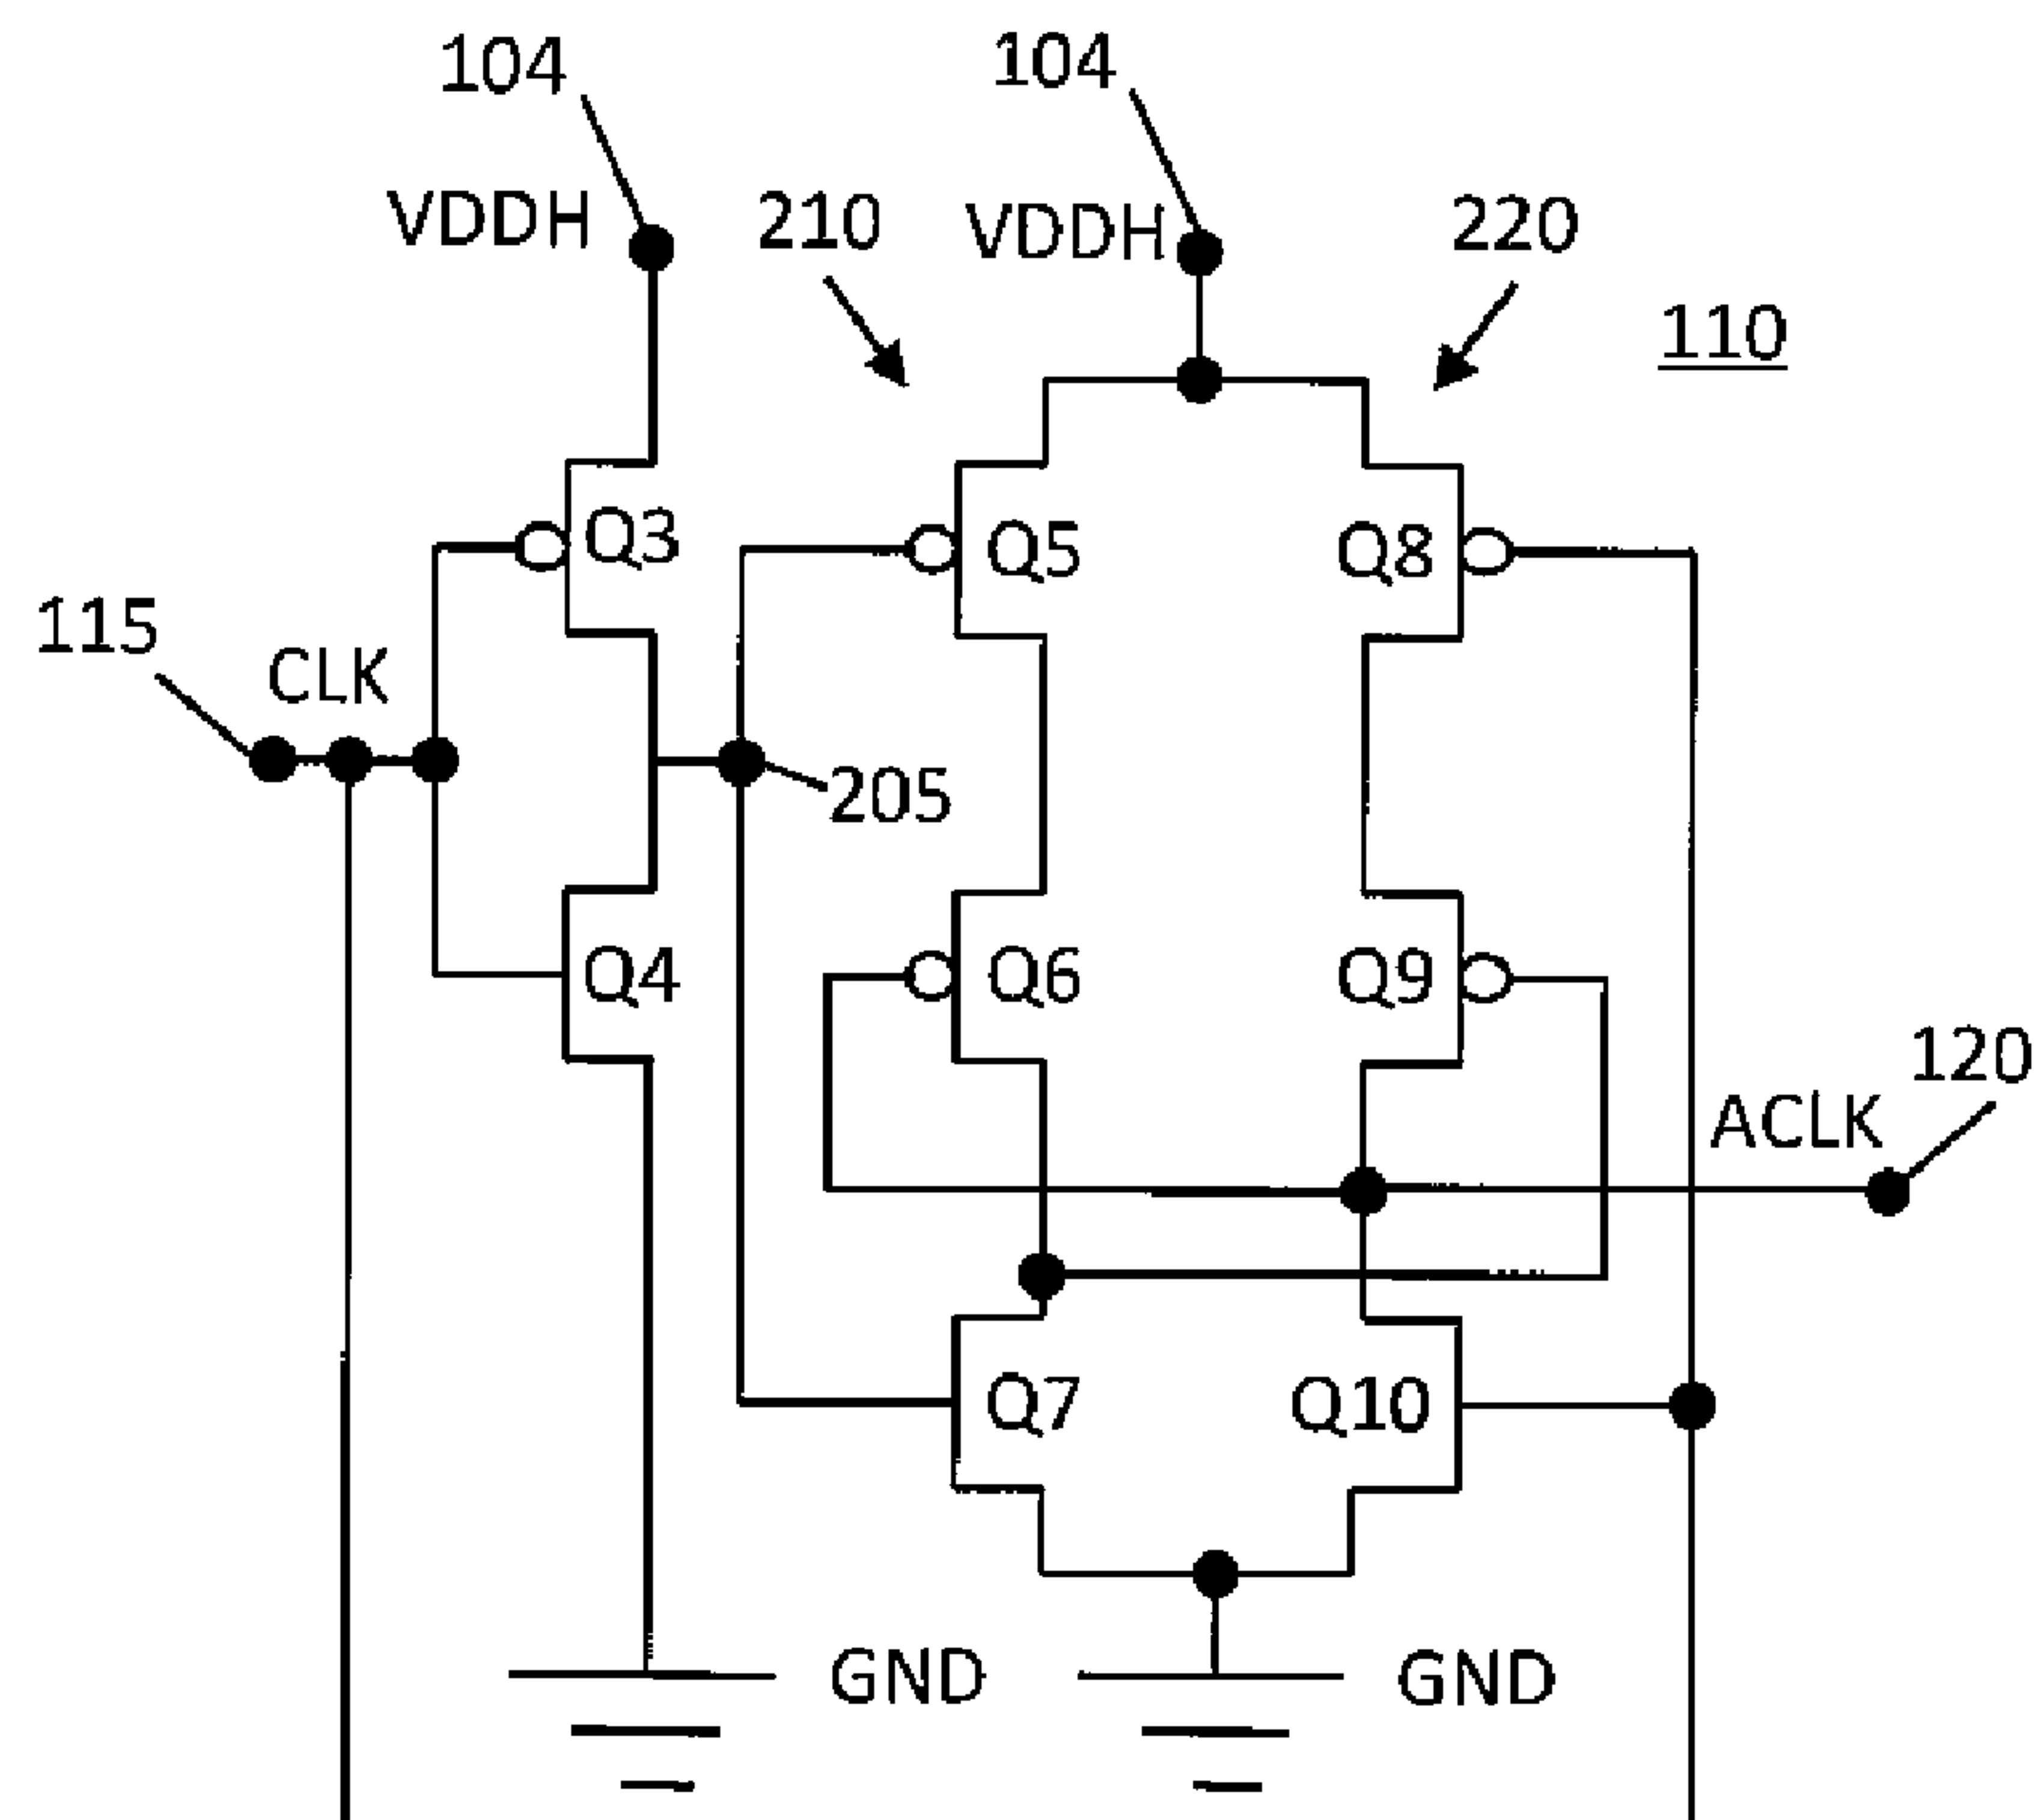 104
104
VDDH
210
VDDH
220
110
Q3
Q5
Q8
115
CLK
205
Q4
Q6
Q9
120
ACLK
Q7
Q10
GND
GND